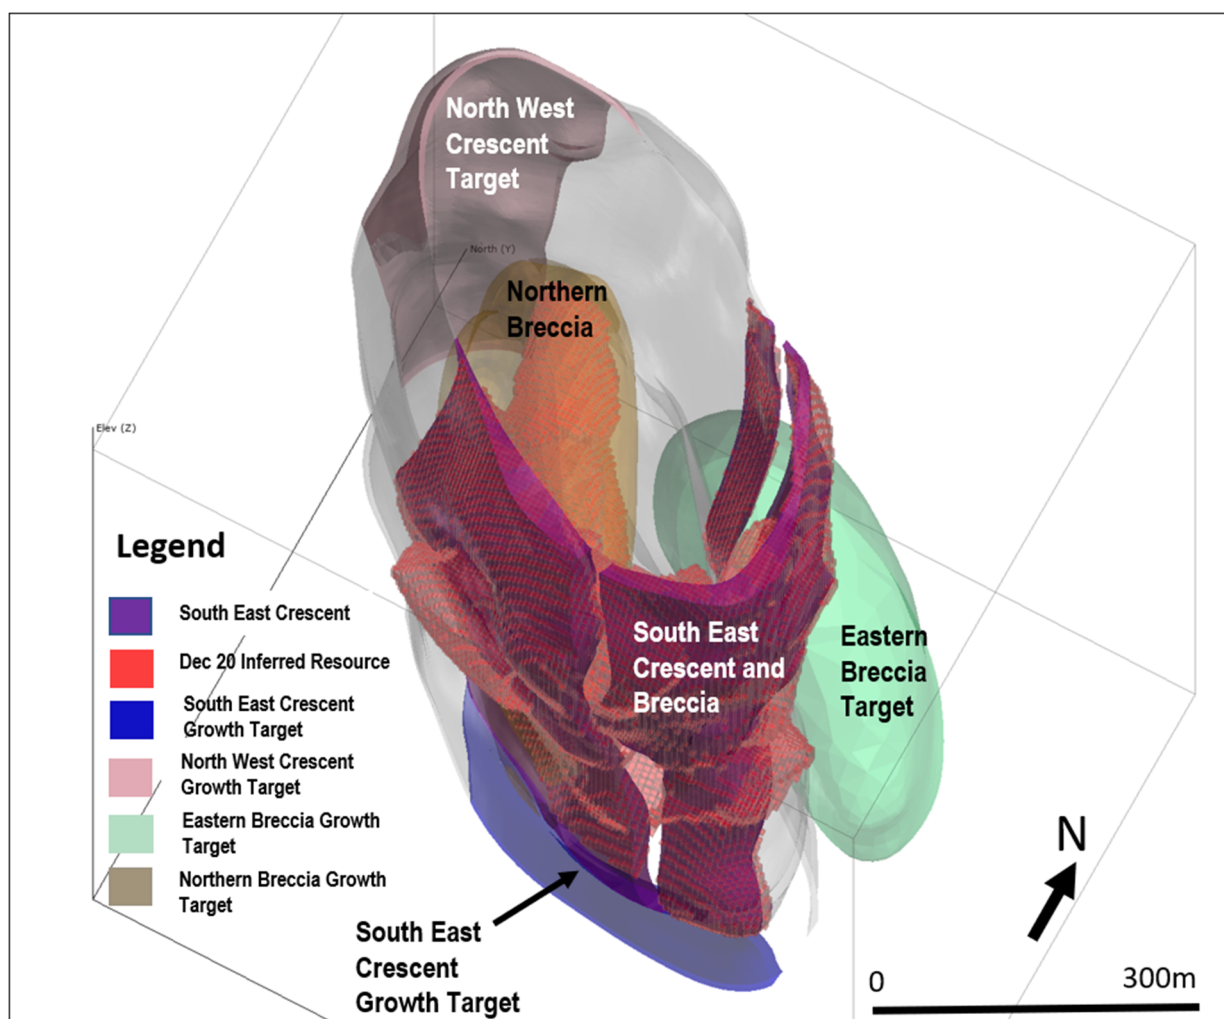 North West
Crescent
Target
North (Y)
Northern
Breccia
Elev (Z)
Legend
South East Crescent
Dec 20 Inferred Resource
South East Crescent
Growth Target
North West Crescent
Growth Target
Eastern Breccia Growth
Target
Northern Breccia Growth
Target
South East
Crescent and
Breccia
Eastern
Breccia
Target
South East
Crescent
Growth Target
N
0
300m